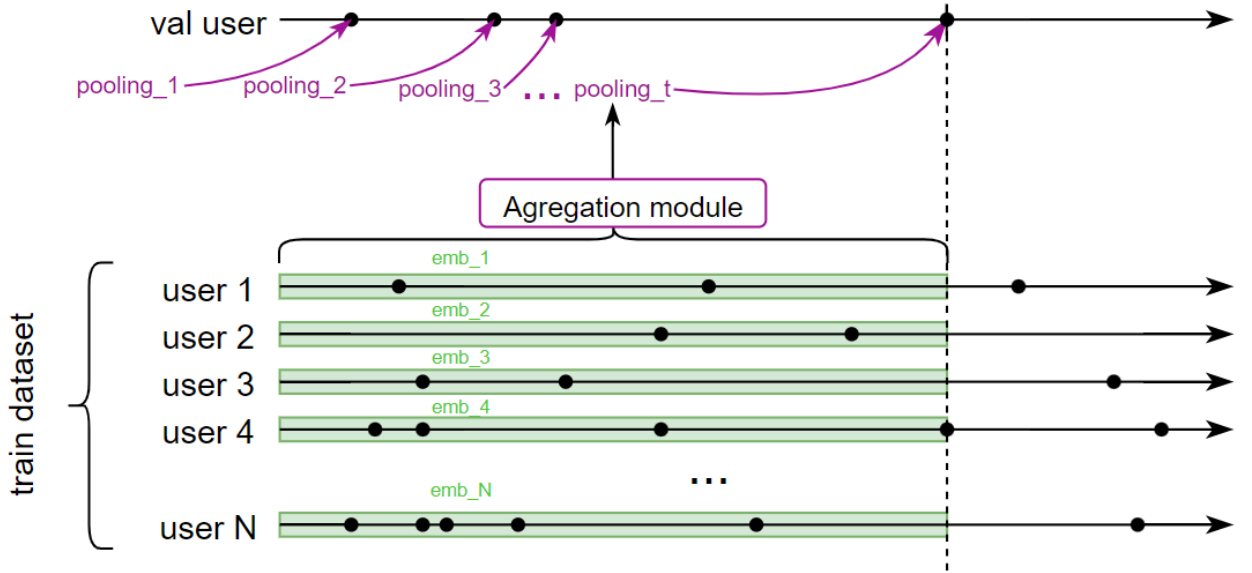 val user
pooling_1 pooling_2 pooling_3 ... pooling_t
Agregation module
train dataset
emb_1
user 1
emb_2
user 2
emb_3
user 3
emb_4
user 4
...
emb_N
user N